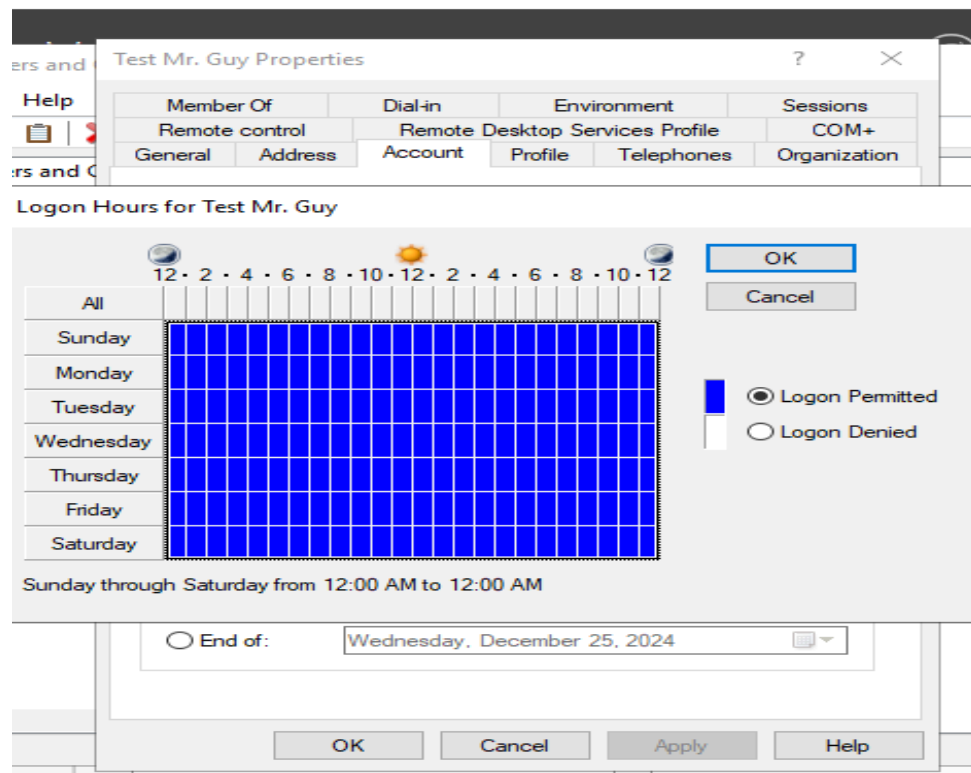 ers and
Test Mr. Guy Properties
?
Help
Member Of Dial-in Environment Sessions
Remote control Remote Desktop Services Profile COM+
General Address Account Profile Telephones Organization
Logon Hours for Test Mr. Guy
12 · 2 · 4 · 6 · 8 · 10 · 12 · 2 · 4 · 6 · 8 · 10 · 12
OK
Cancel
All
Sunday
Monday
Tuesday
Wednesday
Thursday
Friday
Saturday
Logon Permitted
Logon Denied
Sunday through Saturday from 12:00 AM to 12:00 AM
End of: Wednesday, December 25, 2024
OK Cancel Apply Help